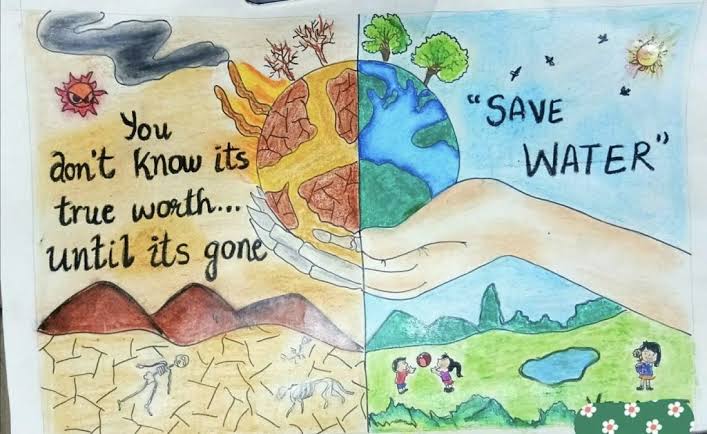 You
don't know its
true worth...
until its gone
"SAVE
WATER"